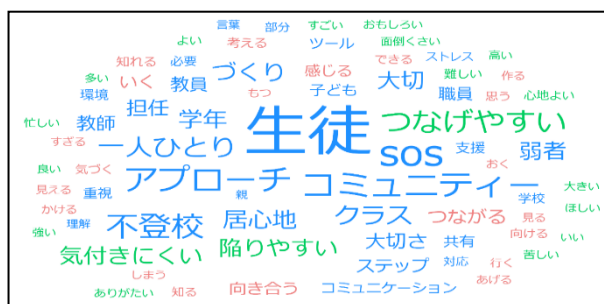 言葉 部分 すごい おもしろい
よい 考える ツール 面倒くさい
知れる 必要 できる ストレス 高い
多い いく 教員 づくり 感じる 大切 難しい 作る
環境 もつ 子ども 職員 思う 心地よい
忙しい 教師 担任 学年 生徒 つなげやすい
すぎる 一人ひとり SOS 支援 弱者
良い 気づく アプローチ コミュニティー おく
見える 重視 親 学校 大きい
かける 理解 不登校 居心地 クラス つながる 見る ほしい
強い 大切さ 共有 向ける いい
気付きにくい 陥りやすい ステップ 対応 行く 苦しい
しまう あげる
ありがたい 知る 向き合う コミュニケーション